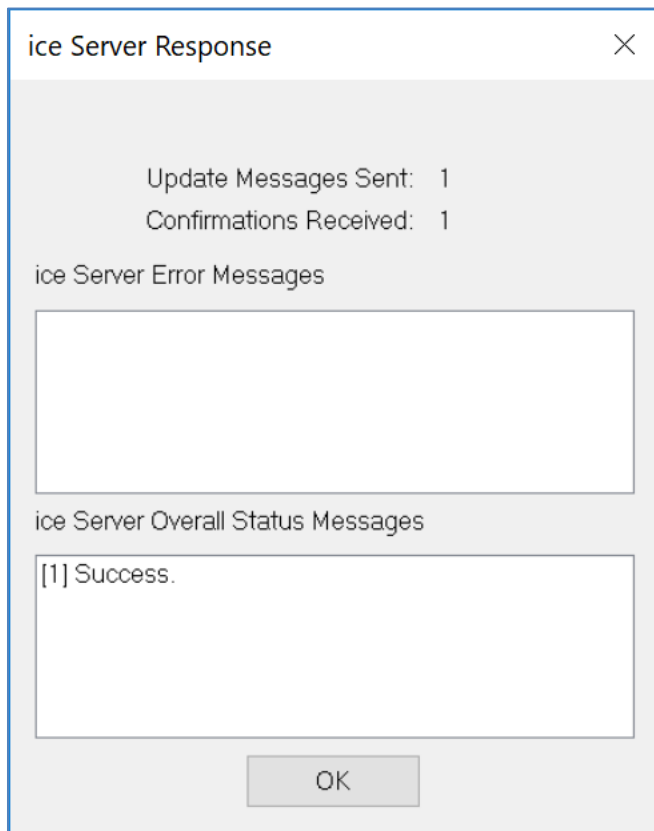 ice Server Response
Update Messages Sent: 1
Confirmations Received: 1
ice Server Error Messages
ice Server Overall Status Messages
[1] Success.
OK